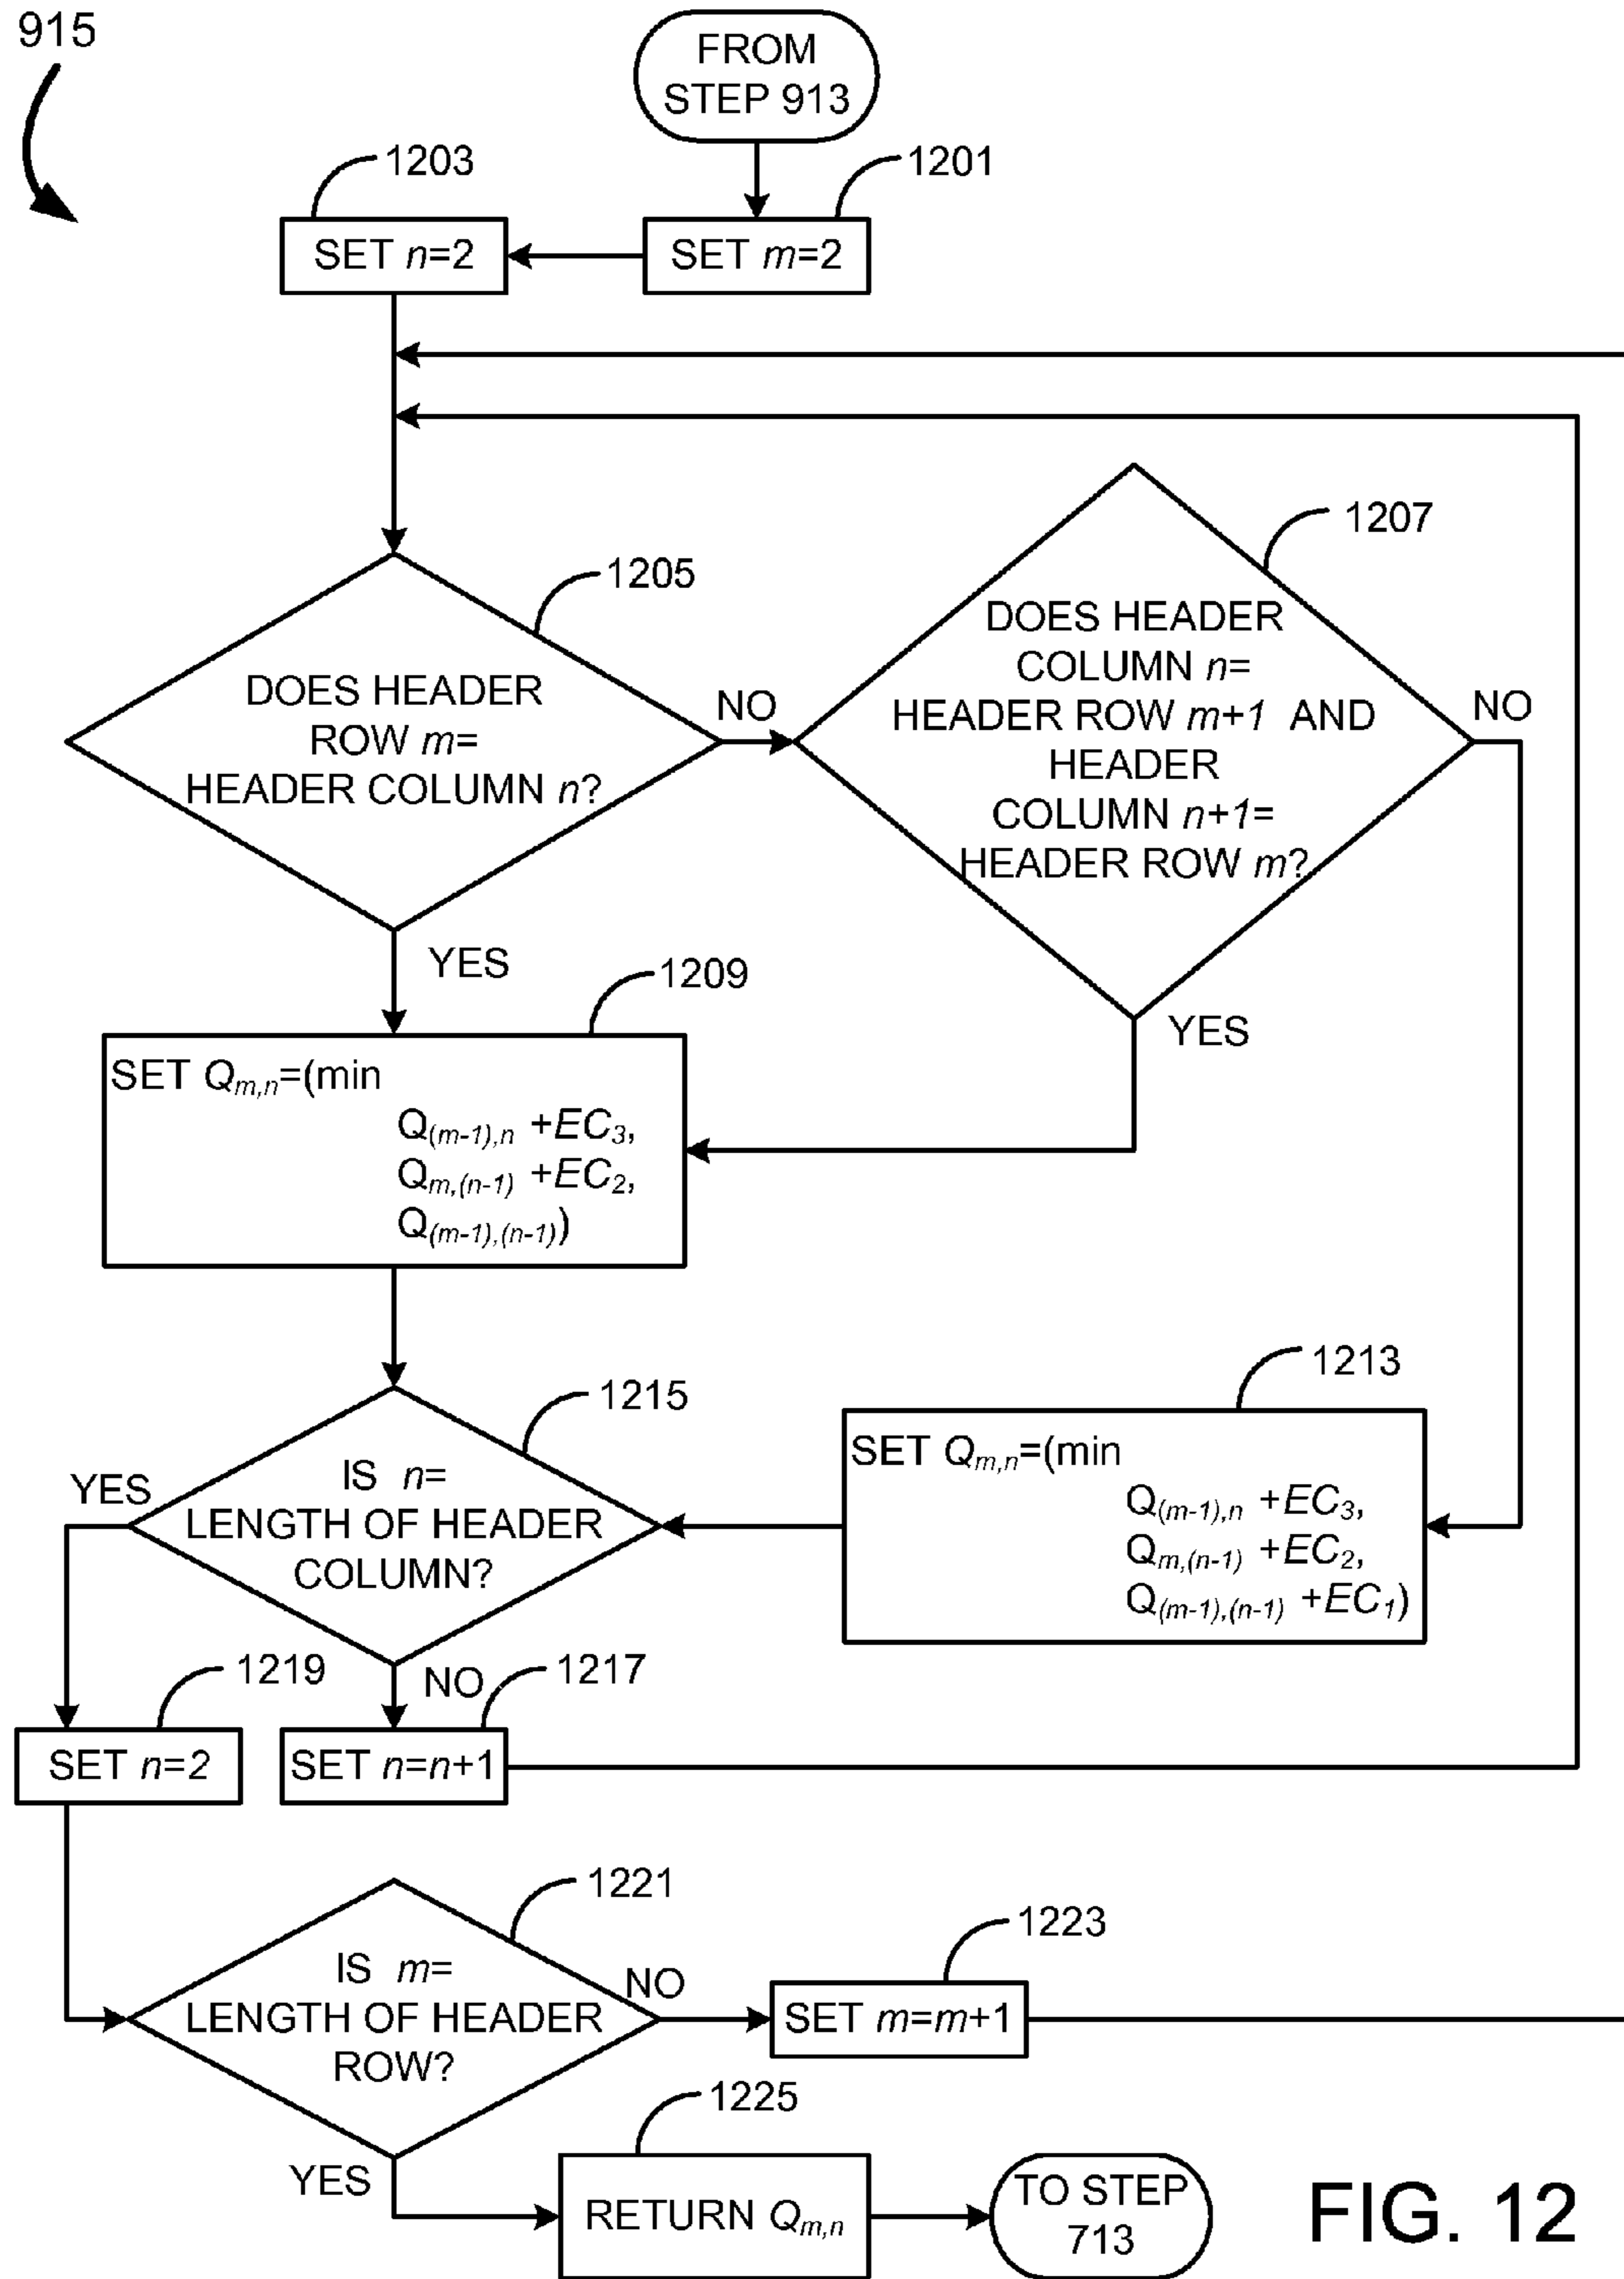 915
FROM
STEP 913
1203
1201
SET n=2
SET m=2
1207
1205
DOES HEADER
ROW m=
HEADER COLUMN n?
NO
DOES HEADER
COLUMN n=
HEADER ROW m+1 AND
HEADER
COLUMN n+1=
HEADER ROW m?
NO
YES
YES
1209
SET Qm,n=(min
Q(m-1),n +EC3,
Qm,(n-1) +EC2,
Q(m-1),(n-1))
1213
SET Qm,n=(min
Q(m-1),n +EC3,
Qm,(n-1) +EC2,
Q(m-1),(n-1) +EC1)
1215
IS n=
LENGTH OF HEADER
COLUMN?
YES
NO
1219
1217
SET n=2
SET n=n+1
1221
IS m=
LENGTH OF HEADER
ROW?
NO
1223
SET m=m+1
YES
1225
RETURN Qm,n
TO STEP
713
FIG. 12